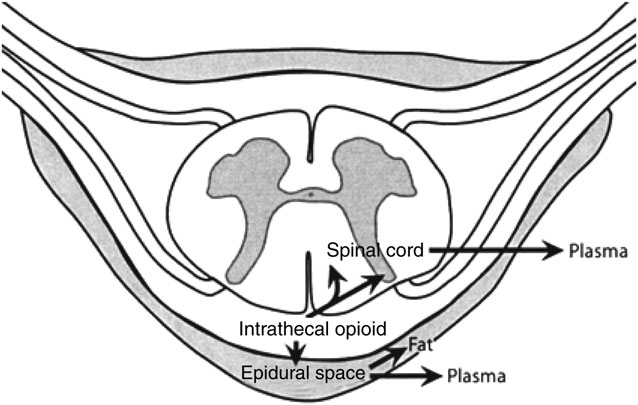 Spinal cord
Plasma
Intrathecal opioid
Fat
Epidural space
Plasma